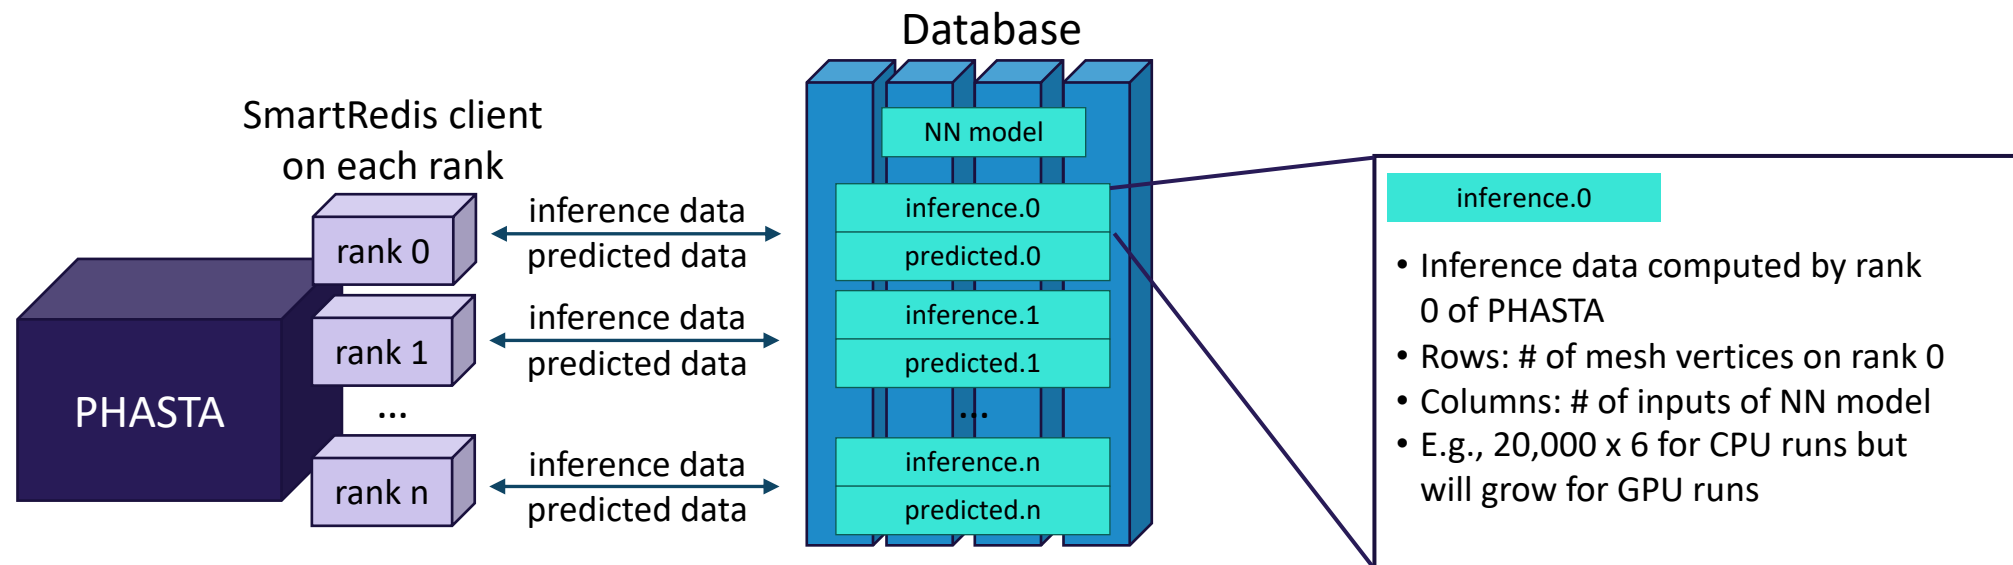 Database
SmartRedis client
on each rank
PHASTA
rank 0
rank 1
...
rank n
inference data
predicted data
inference data
predicted data
inference data
predicted data
NN model
inference.0
predicted.0
inference.1
predicted.1
...
inference.n
predicted.n
inference.0
• Inference data computed by rank
0 of PHASTA
• Rows: # of mesh vertices on rank 0
• Columns: # of inputs of NN model
• E.g., 20,000 x 6 for CPU runs but
will grow for GPU runs